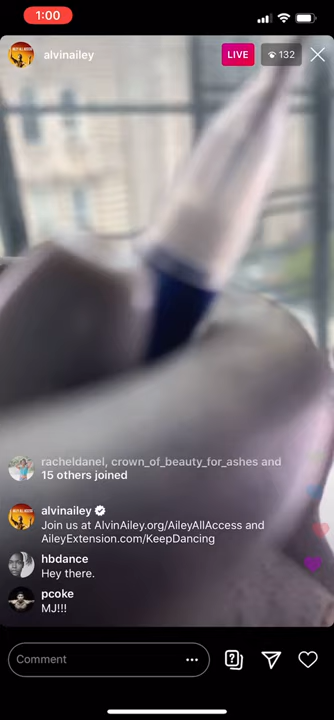 1:00
alvinailey
LIVE
132
racheldanel, crown_of_beauty_for_ashes and
15 others joined
alvinailey
Join us at AlvinAiley.org/AileyAllAccess and
AileyExtension.com/KeepDancing
hbdance
Hey there.
pcoke
MJ!!!
Comment